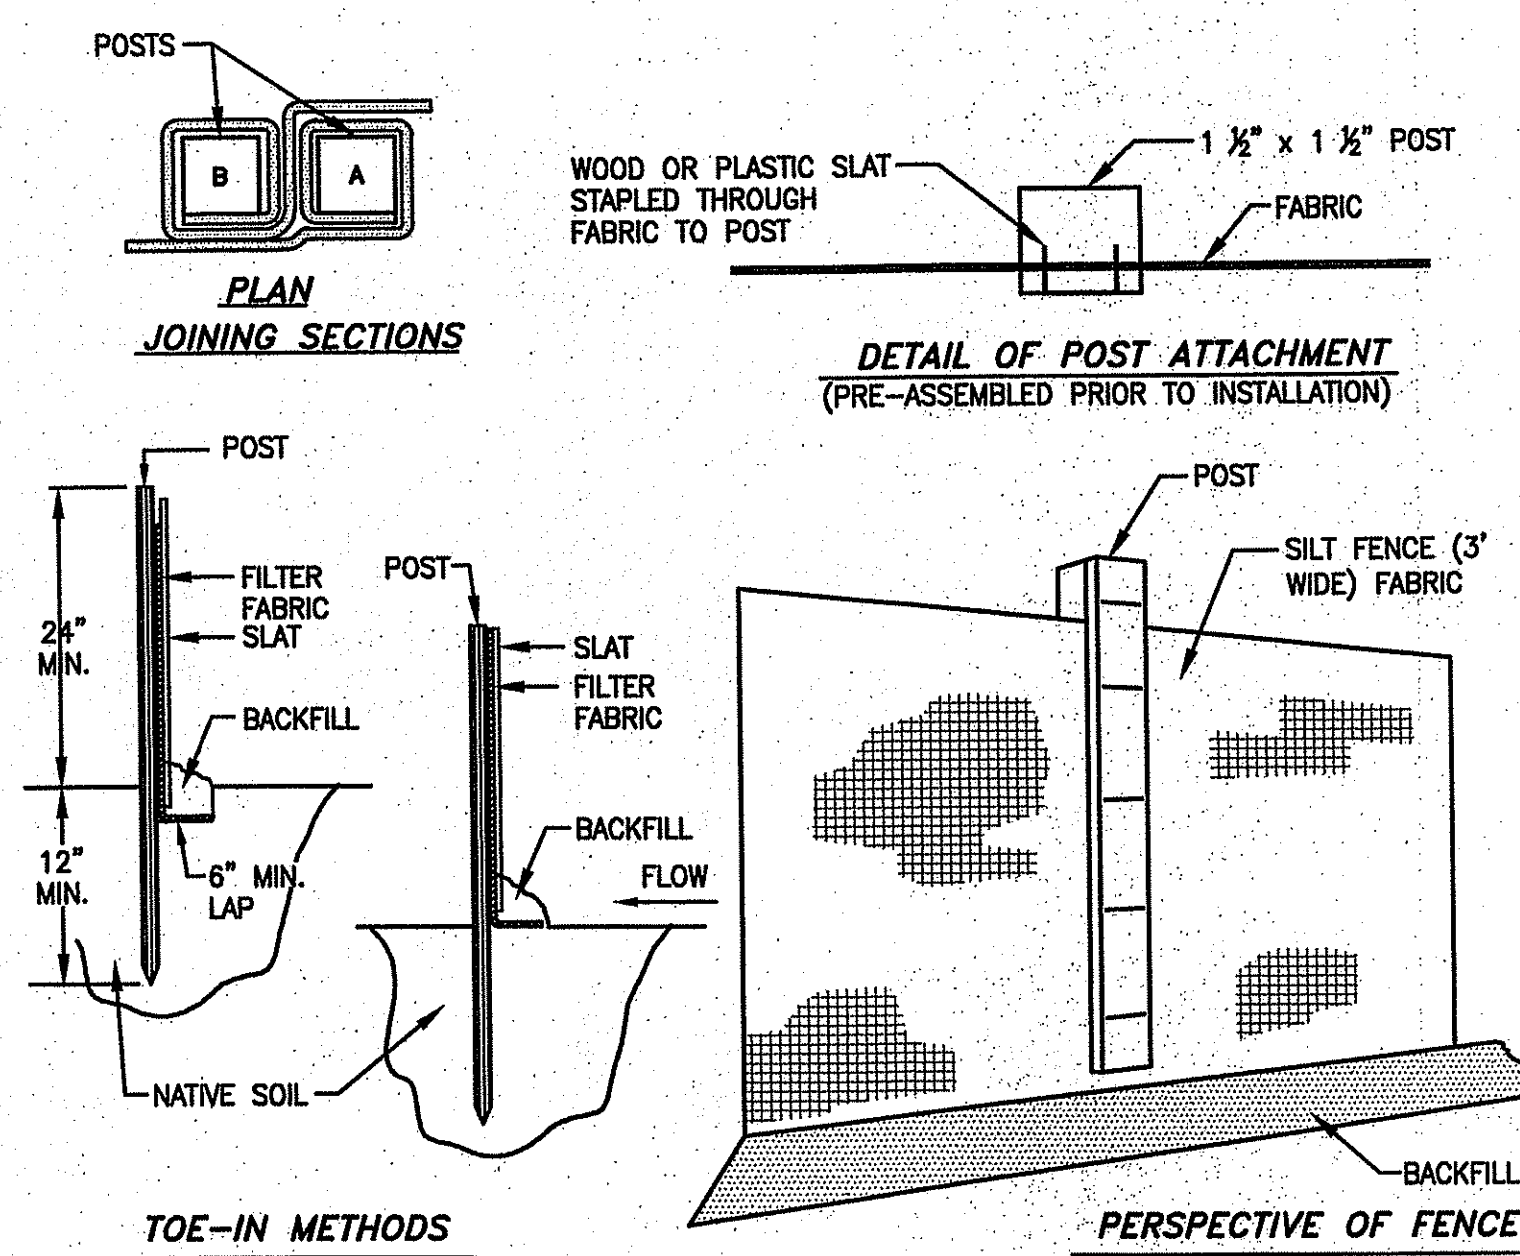 POSTS
B
A
PLAN
JOINING SECTIONS
1 ½" x 1 ½" POST
WOOD OR PLASTIC SLAT
STAPLED THROUGH
FABRIC TO POST
FABRIC
DETAIL OF POST ATTACHMENT
(PRE-ASSEMBLED PRIOR TO INSTALLATION)
POST
FILTER
FABRIC
SLAT
24"
MIN.
BACKFILL
12"
MIN.
6" MIN.
LAP
POST
SLAT
FILTER
FABRIC
BACKFILL
FLOW
NATIVE SOIL
TOE-IN METHODS
POST
SILT FENCE (3'
WIDE) FABRIC
BACKFILL
PERSPECTIVE OF FENCE